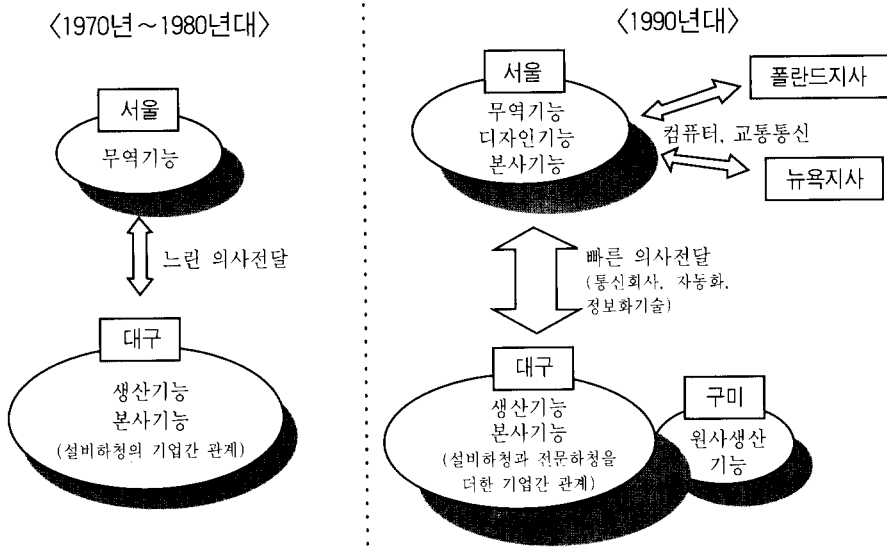 〈1970년～1980년대〉
서울
무역기능
느린 의사전달
대구
생산기능
본사기능
(설비하청의 기업간 관계)
〈1990년대〉
서울
무역기능
디자인기능
본사기능
폴란드지사
컴퓨터, 교통통신
뉴욕지사
빠른 의사전달
(통신회사, 자동화,
정보화기술)
대구
생산기능
본사기능
(설비하청과 전문하청을
더한 기업간 관계)
구미
원사생산
기능